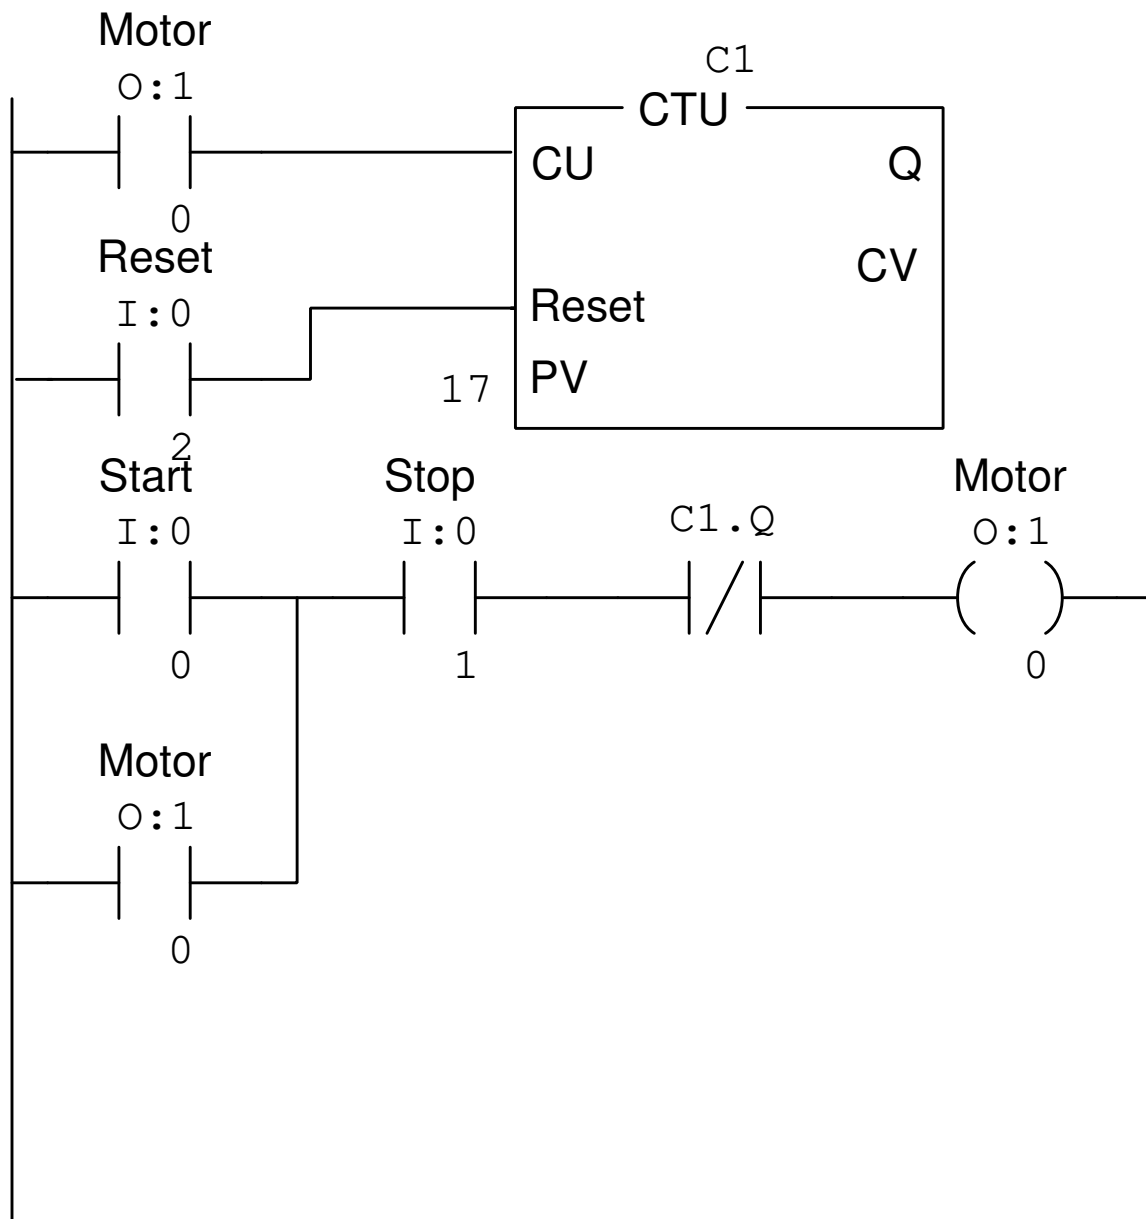 Motor
O:1
C1
CTU
CU Q
0
Reset
I:0
CV
Reset
17 PV
2
Start Stop Motor
I:0 I:0 C1.Q O:1
0 1 0
Motor
O:1
0